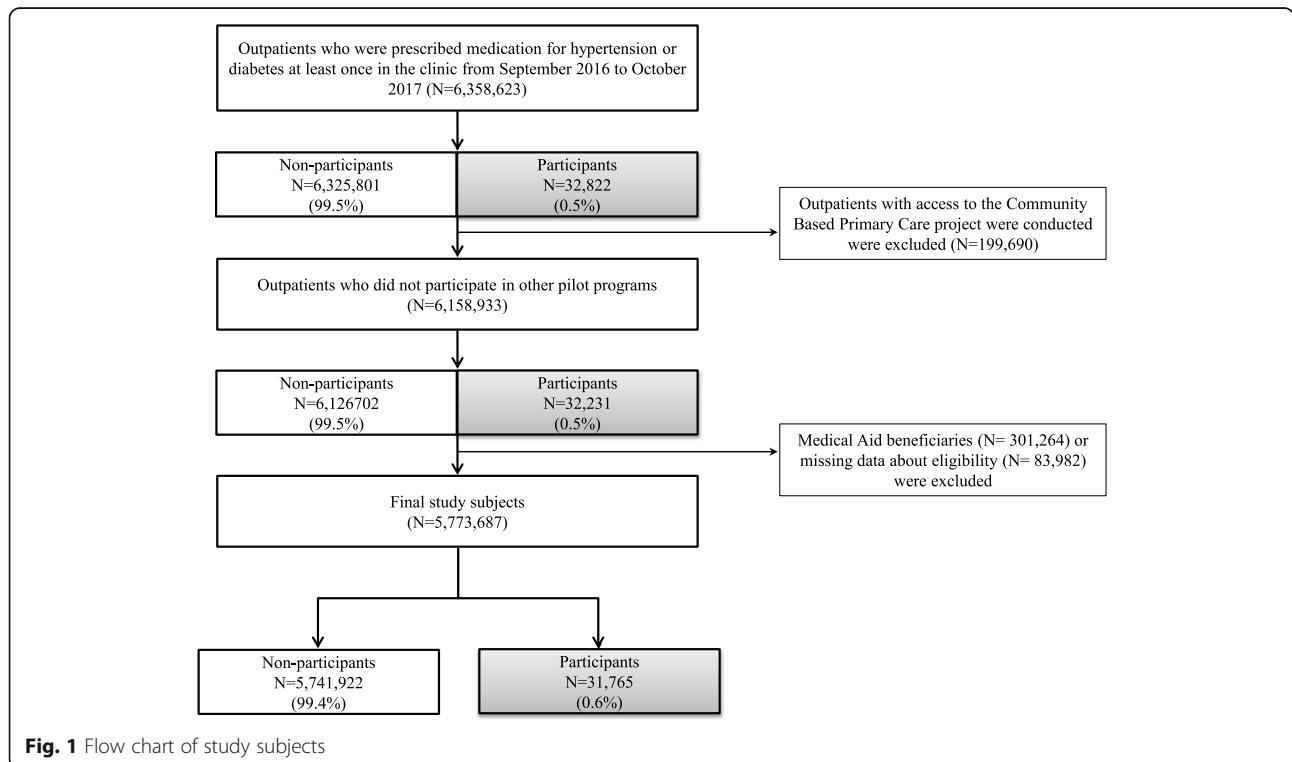 Outpatients who were prescribed medication for hypertension or
diabetes at least once in the clinic from September 2016 to October
2017 (N=6,358,623)
Non-participants
N=6,325,801
(99.5%)
Participants
N=32,822
(0.5%)
Outpatients with access to the Community
Based Primary Care project were conducted
were excluded (N=199,690)
Outpatients who did not participate in other pilot programs
(N=6,158,933)
Non-participants
N=6,126702
(99.5%)
Participants
N=32,231
(0.5%)
Medical Aid beneficiaries (N= 301,264) or
missing data about eligibility (N= 83,982)
were excluded
Final study subjects
(N=5,773,687)
Non-participants
N=5,741,922
(99.4%)
Participants
N=31,765
(0.6%)
Fig. 1 Flow chart of study subjects